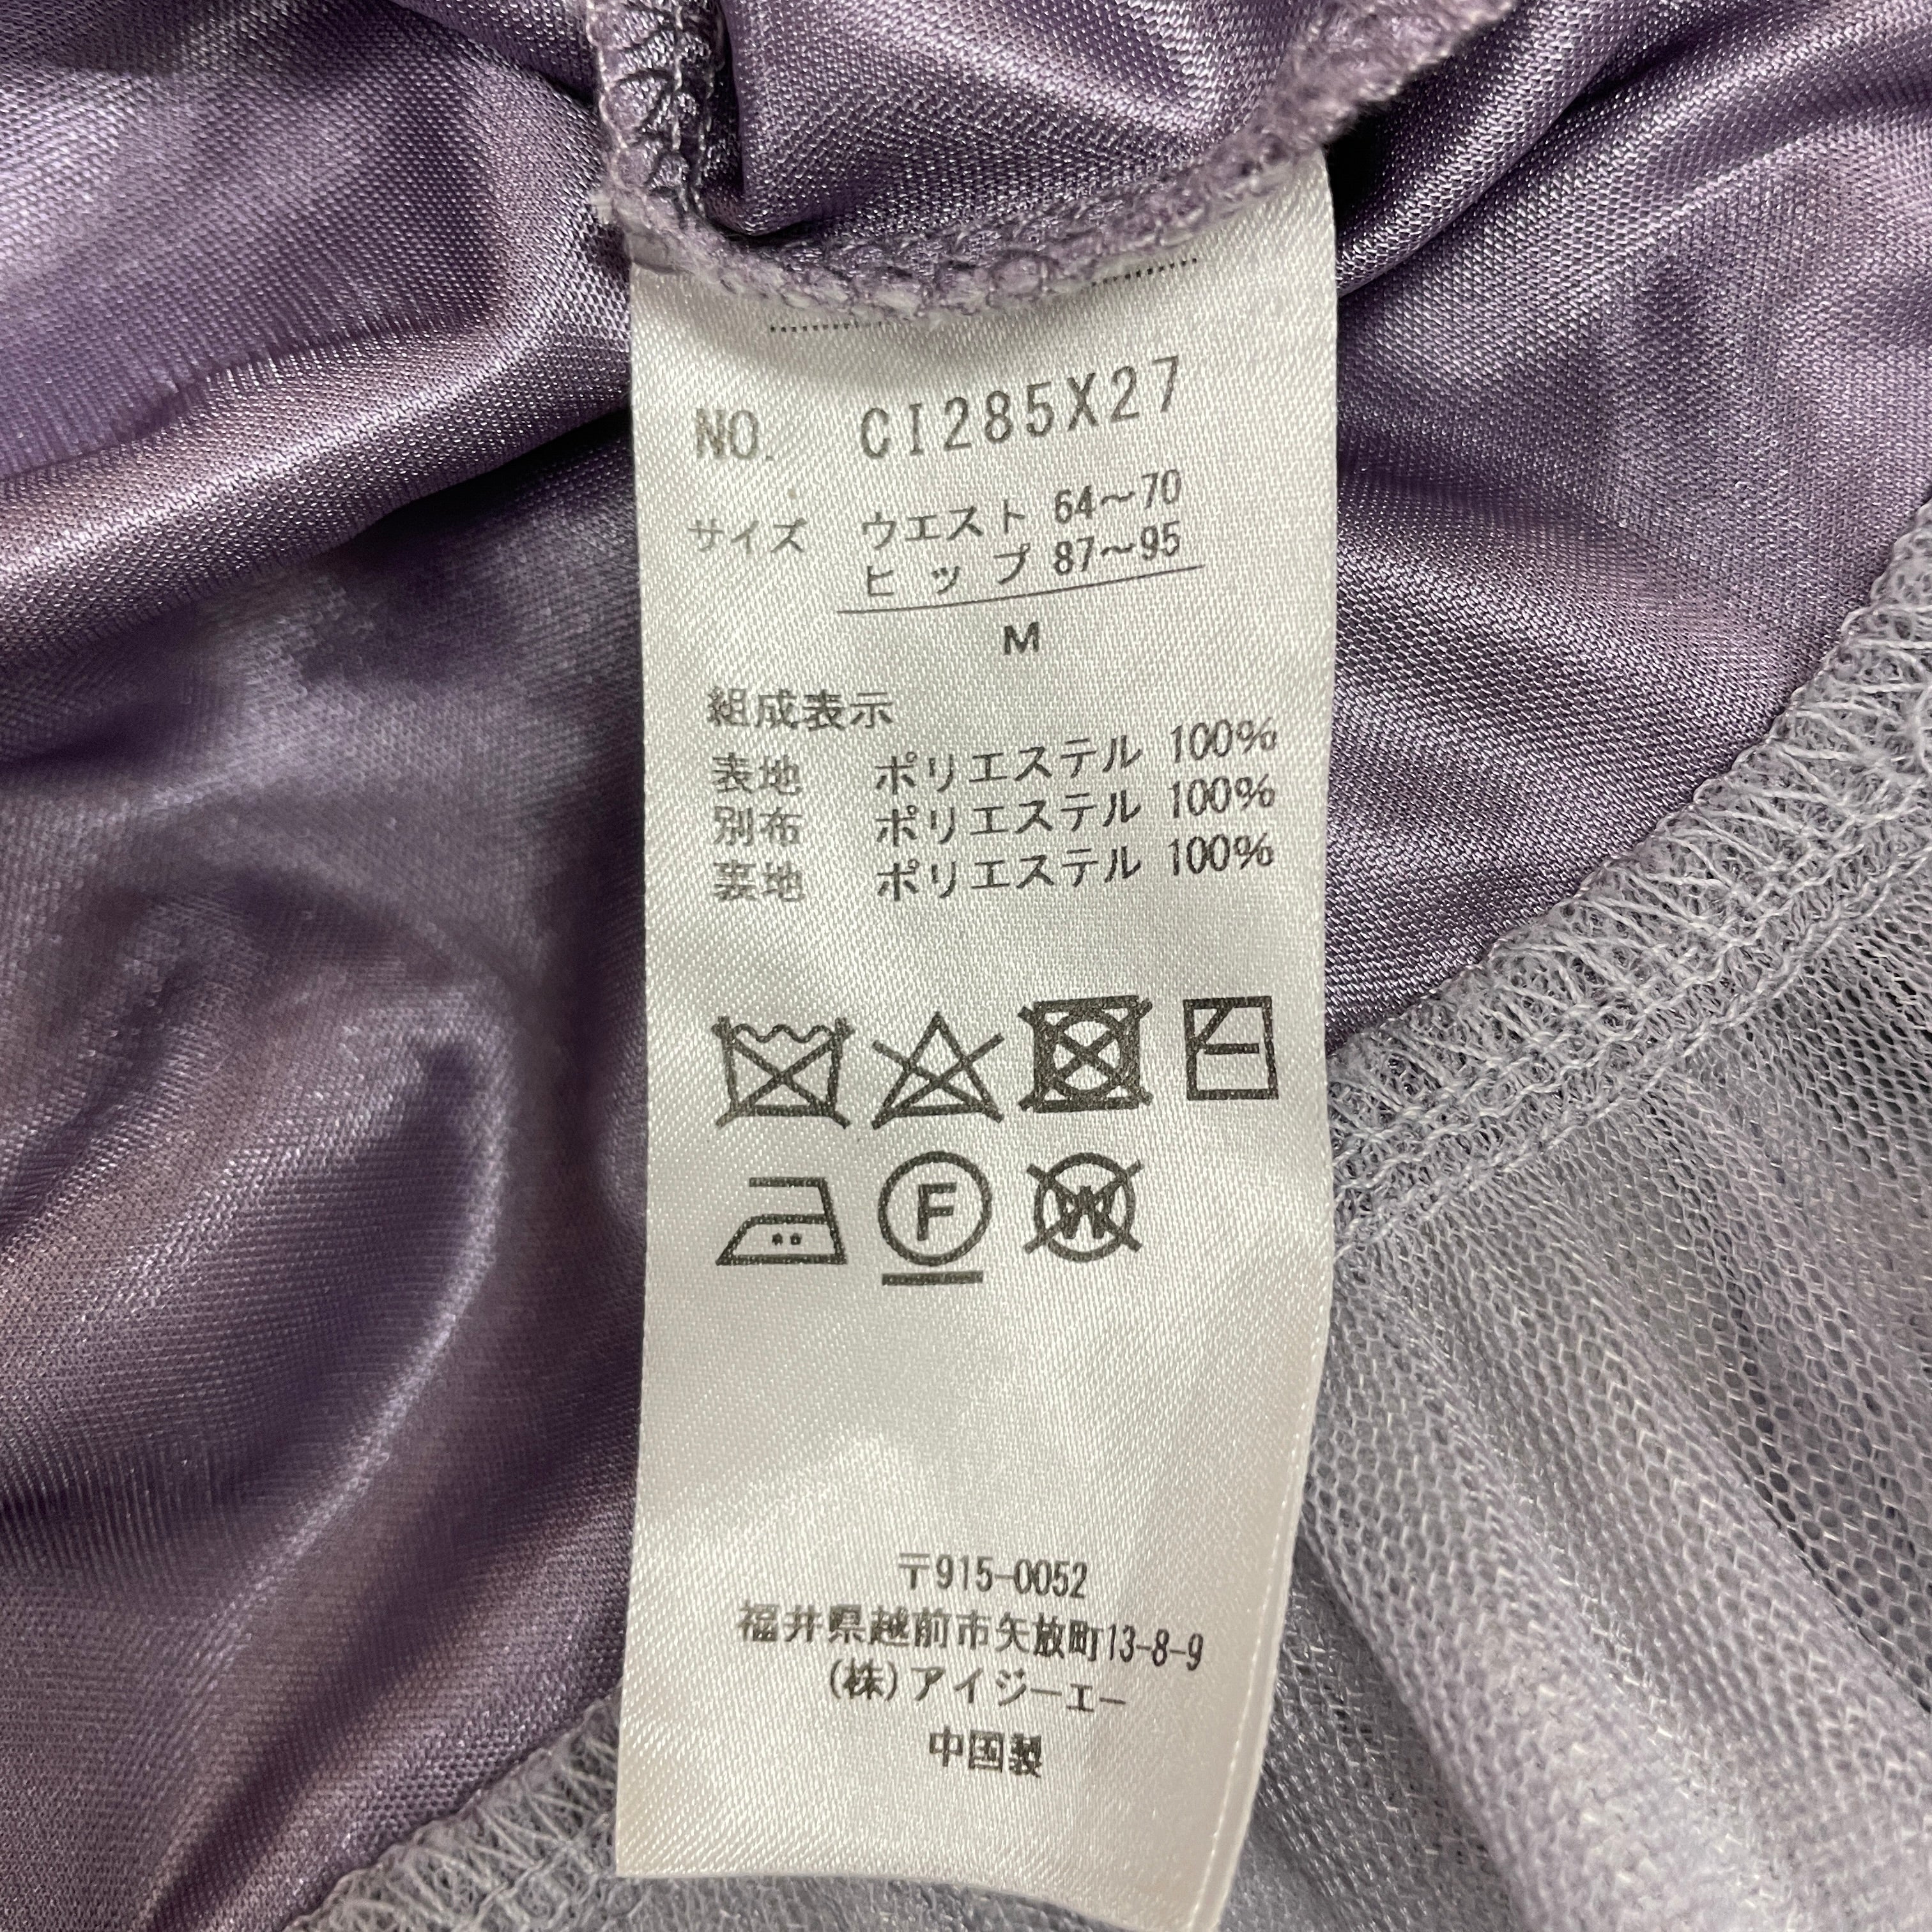 NO. CI285X27
サイズ ウエスト 64～70
ヒップ 87～95
M
組成表示
表地 ポリエステル 100%
別布 ポリエステル 100%
裏地 ポリエステル 100%
F W
〒915-0052
福井県越前市矢放町13-8-9
(株)アイジーエー
中国製